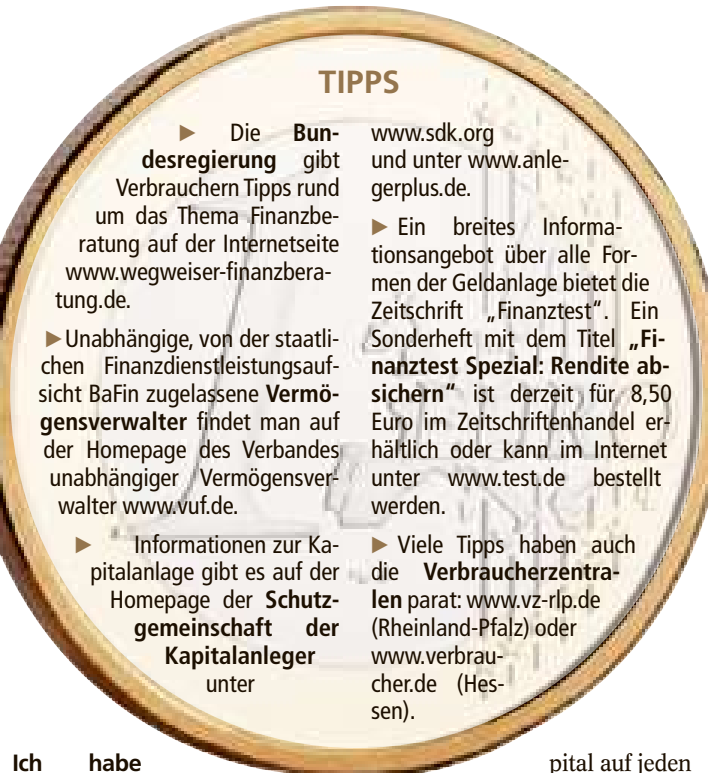 TIPPS
► Die Bun-
desregierung gibt
Verbrauchern Tipps rund
um das Thema Finanzbe-
ratung auf der Internetseite
www.wegweiser-finanzbera-
tung.de.
►Unabhängige, von der staatli-
chen Finanzdienstleistungsauf-
sicht BaFin zugelassene Vermö-
gensverwalter findet man auf
der Homepage des Verbandes
unabhängiger Vermögensver-
walter www.vuf.de.
► Informationen zur Ka-
pitalanlage gibt es auf der
Homepage der Schutz-
gemeinschaft der
Kapitalanleger
unter
www.sdk.org
und unter www.anle-
gerplus.de.
► Ein breites Informa-
tionsangebot über alle For-
men der Geldanlage bietet die
Zeitschrift „Finanztest“. Ein
Sonderheft mit dem Titel „Fi-
nanztest Spezial: Rendite ab-
sichern“ ist derzeit für 8,50
Euro im Zeitschriftenhandel er-
hältlich oder kann im Internet
unter www.test.de bestellt
werden.
► Viele Tipps haben auch
die Verbraucherzentra-
len parat: www.vz-rlp.de
(Rheinland-Pfalz) oder
www.verbrau-
cher.de (Hes-
sen).
Ich habe
pital auf jeden